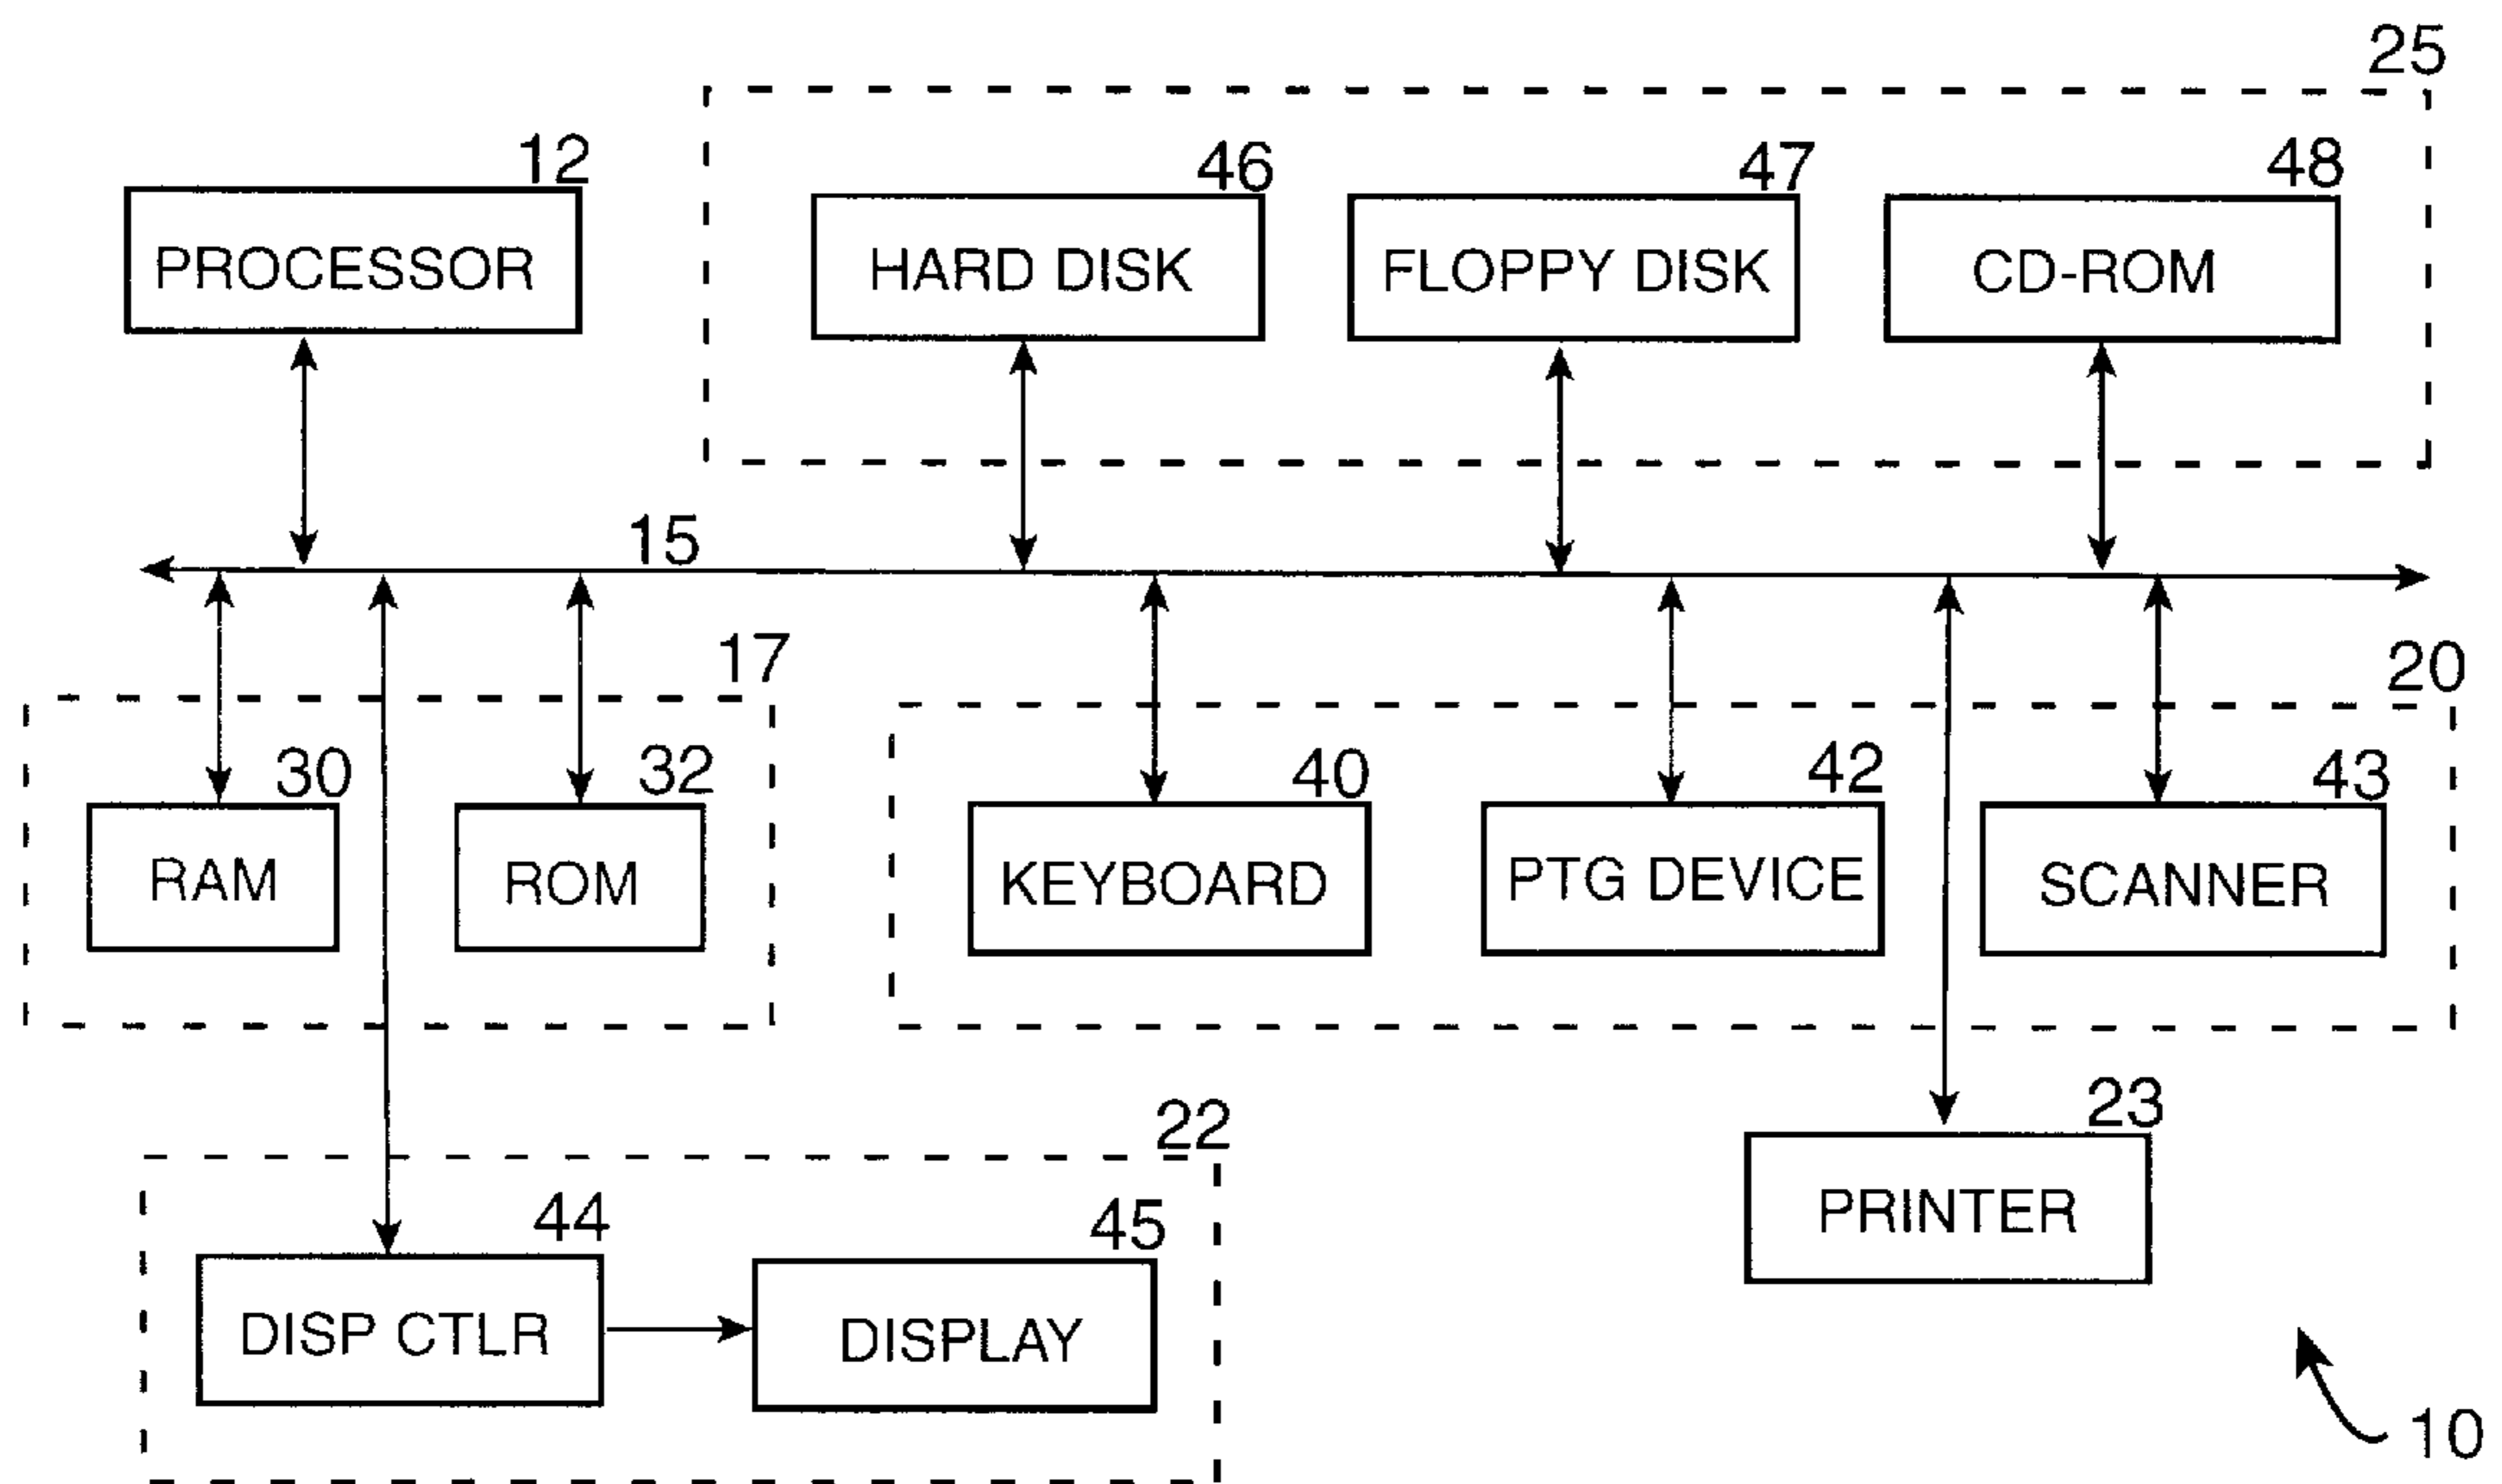 25
12
46
47
48
PROCESSOR
HARD DISK
FLOPPY DISK
CD-ROM
15
17
20
30
32
40
42
43
RAM
ROM
KEYBOARD
PTG DEVICE
SCANNER
22
23
44
45
PRINTER
DISP CTLR
DISPLAY
10